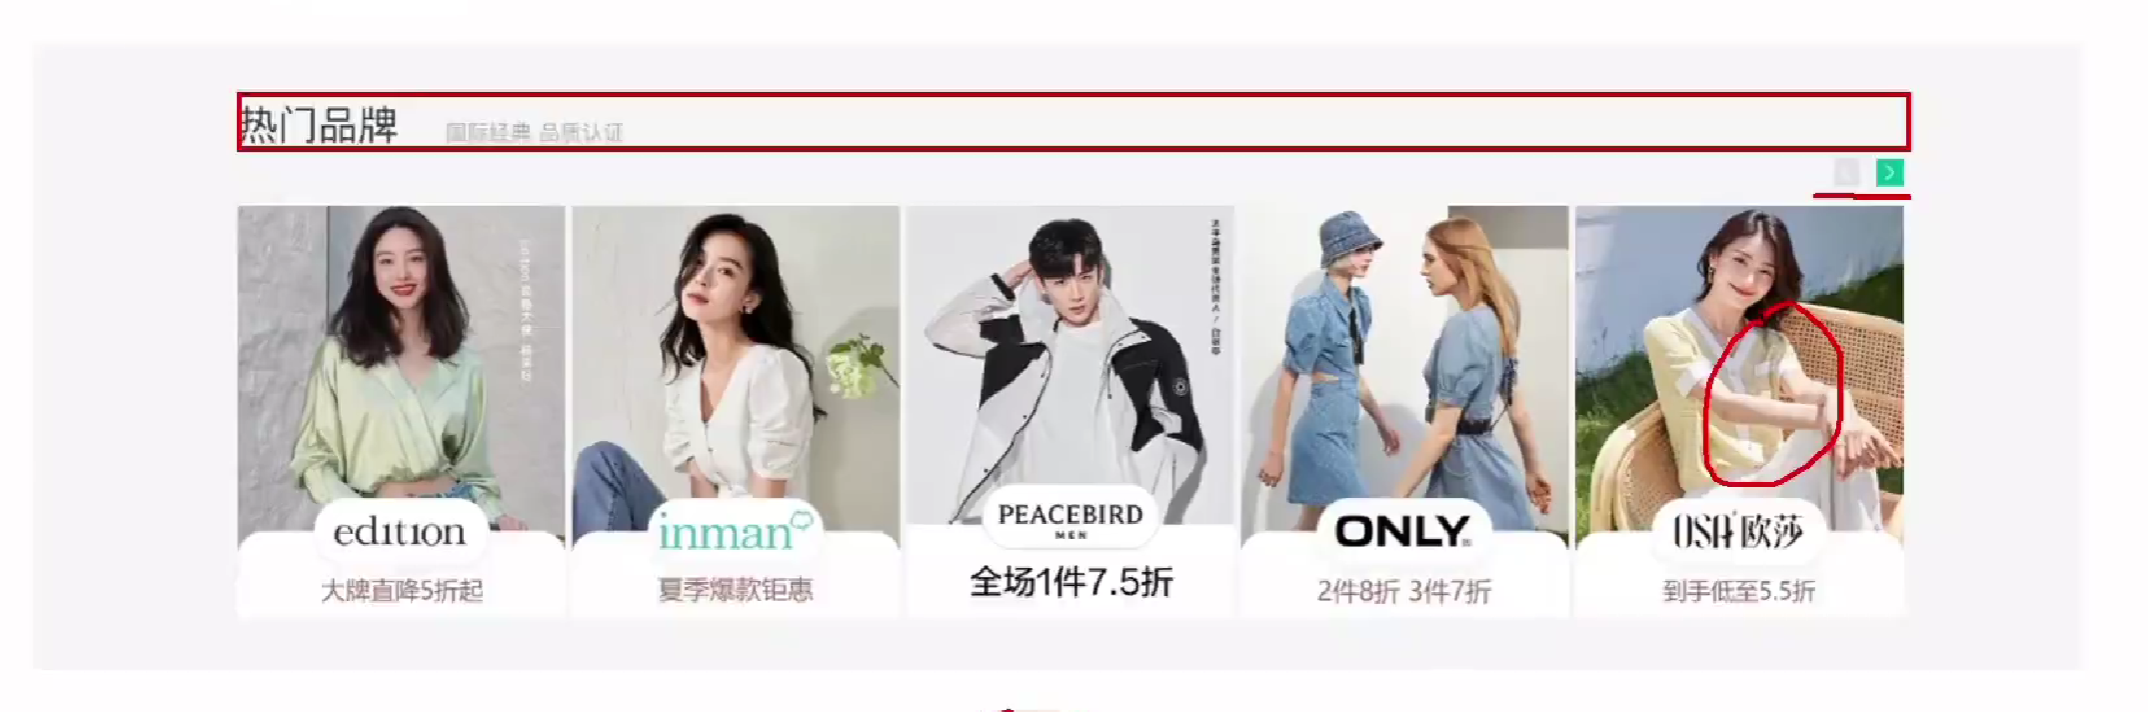 热门品牌 国际经典 品质认证
edition
大牌直降5折起
inman
夏季爆款钜惠
PEACEBIRD
MEN
全场1件7.5折
ONLY
2件8折 3件7折
OSA 欧莎
到手低至5.5折